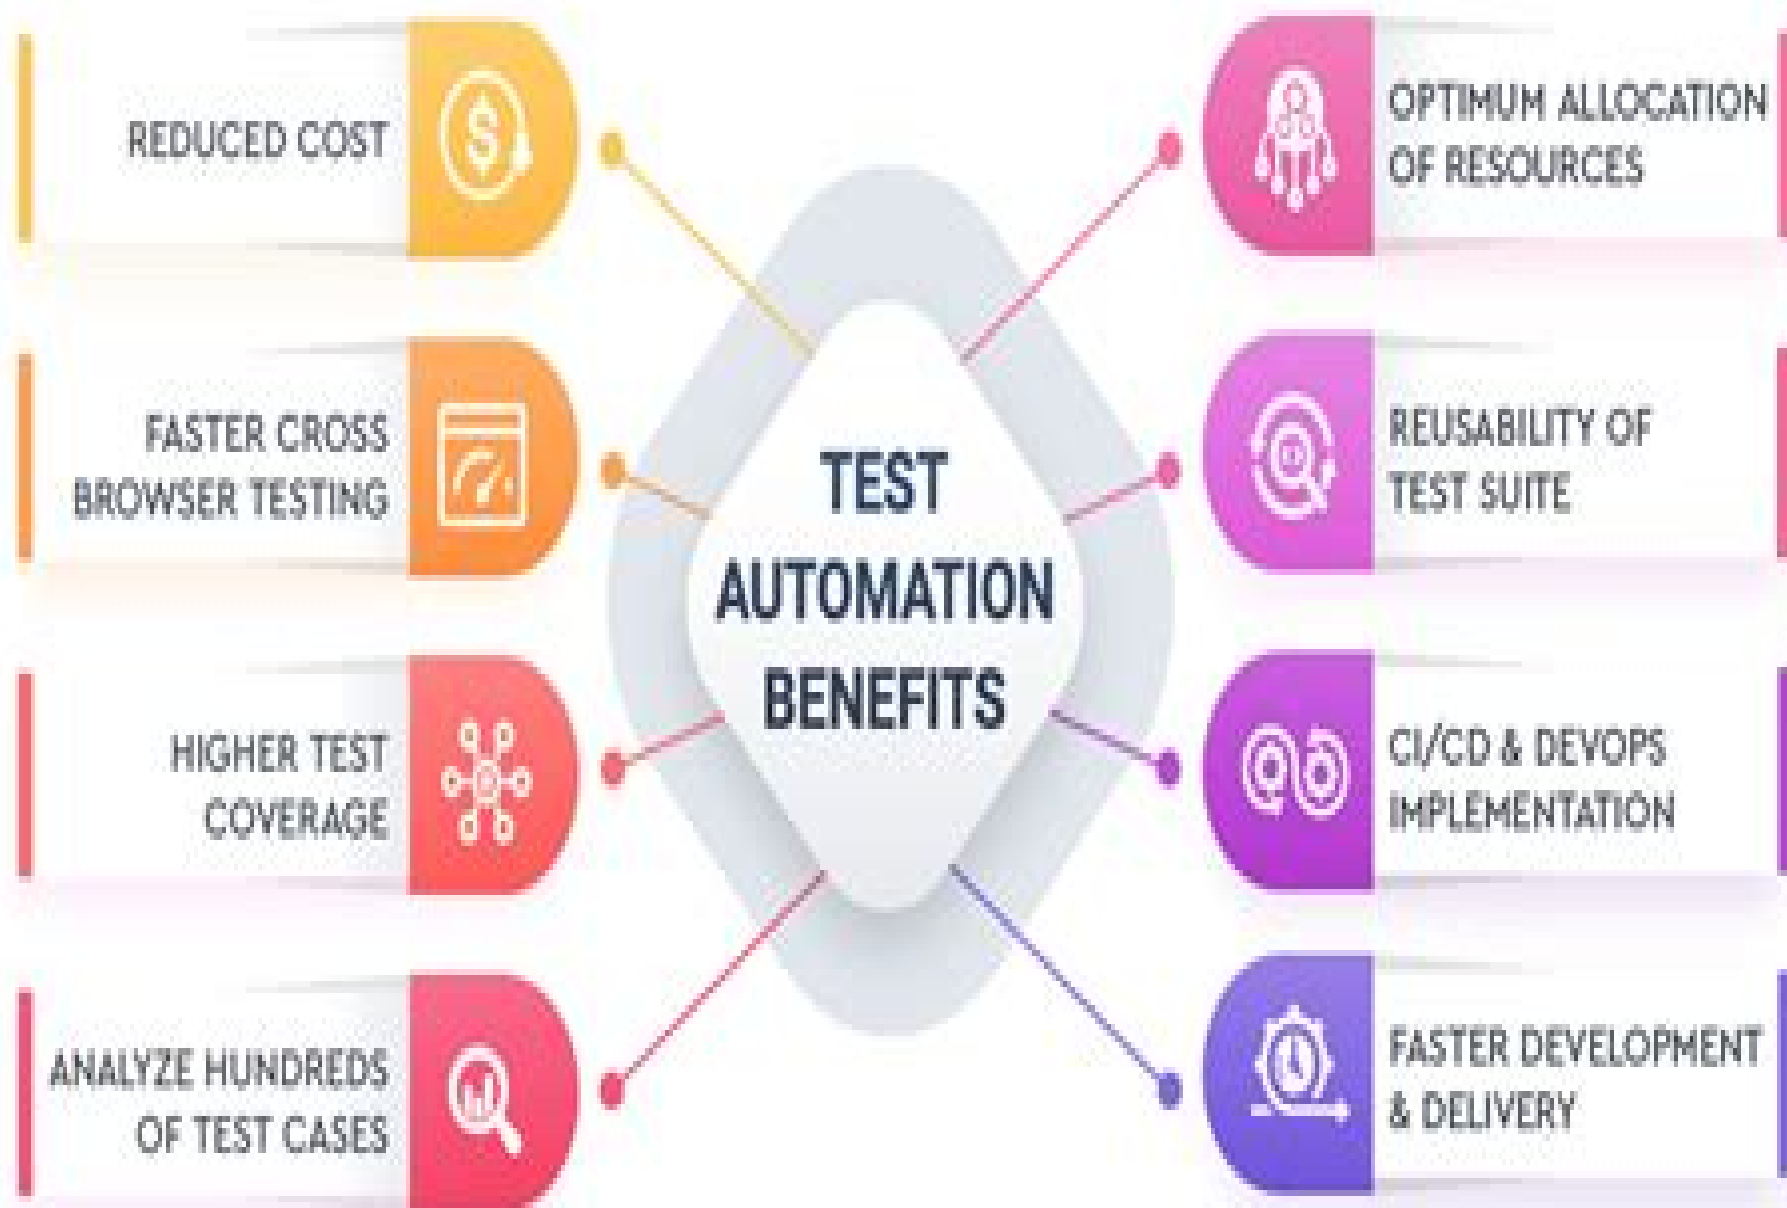 REDUCED COST
FASTER CROSS
BROWSER TESTING
HIGHER TEST
COVERAGE
ANALYZE HUNDREDS
OF TEST CASES
TEST
AUTOMATION
BENEFITS
OPTIMUM ALLOCATION
OF RESOURCES
REUSABILITY OF
TEST SUITE
CI/CD & DEVOPS
IMPLEMENTATION
FASTER DEVELOPMENT
& DELIVERY